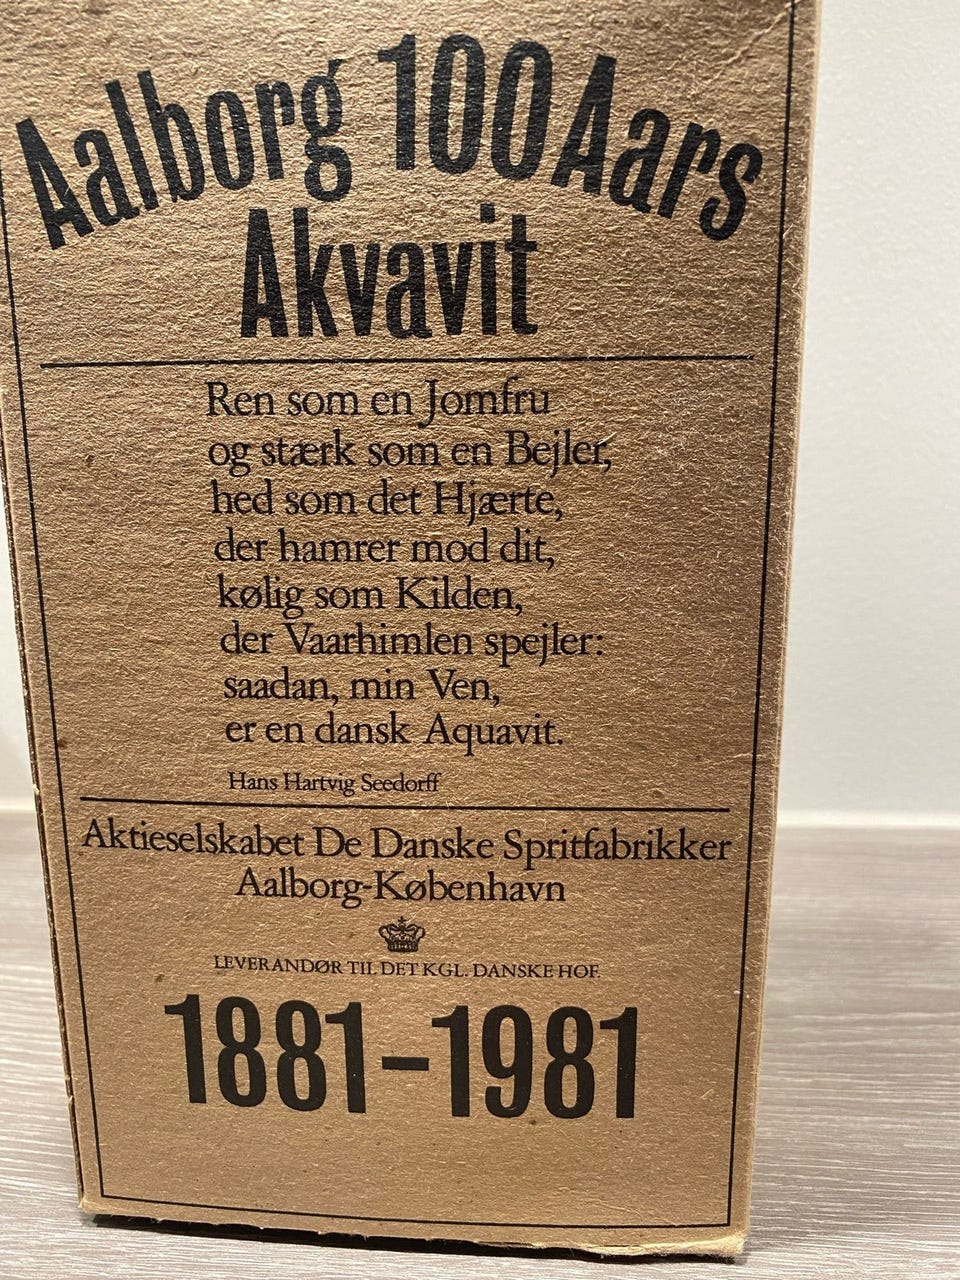 Aalborg 100 Aars
Akvavit
Ren som en Jomfru
og stærk som en Bejler,
hed som det Hjærte,
der hamrer mod dit,
kølig som Kilden,
der Vaarhimlen spejler:
saadan, min Ven,
er en dansk Aquavit.
Hans Hartvig Seedorff
Aktieselskabet De Danske Spritfabrikker
Aalborg-København
LEVERANDØR TIL DET KGL. DANSKE HOF.
1881-1981